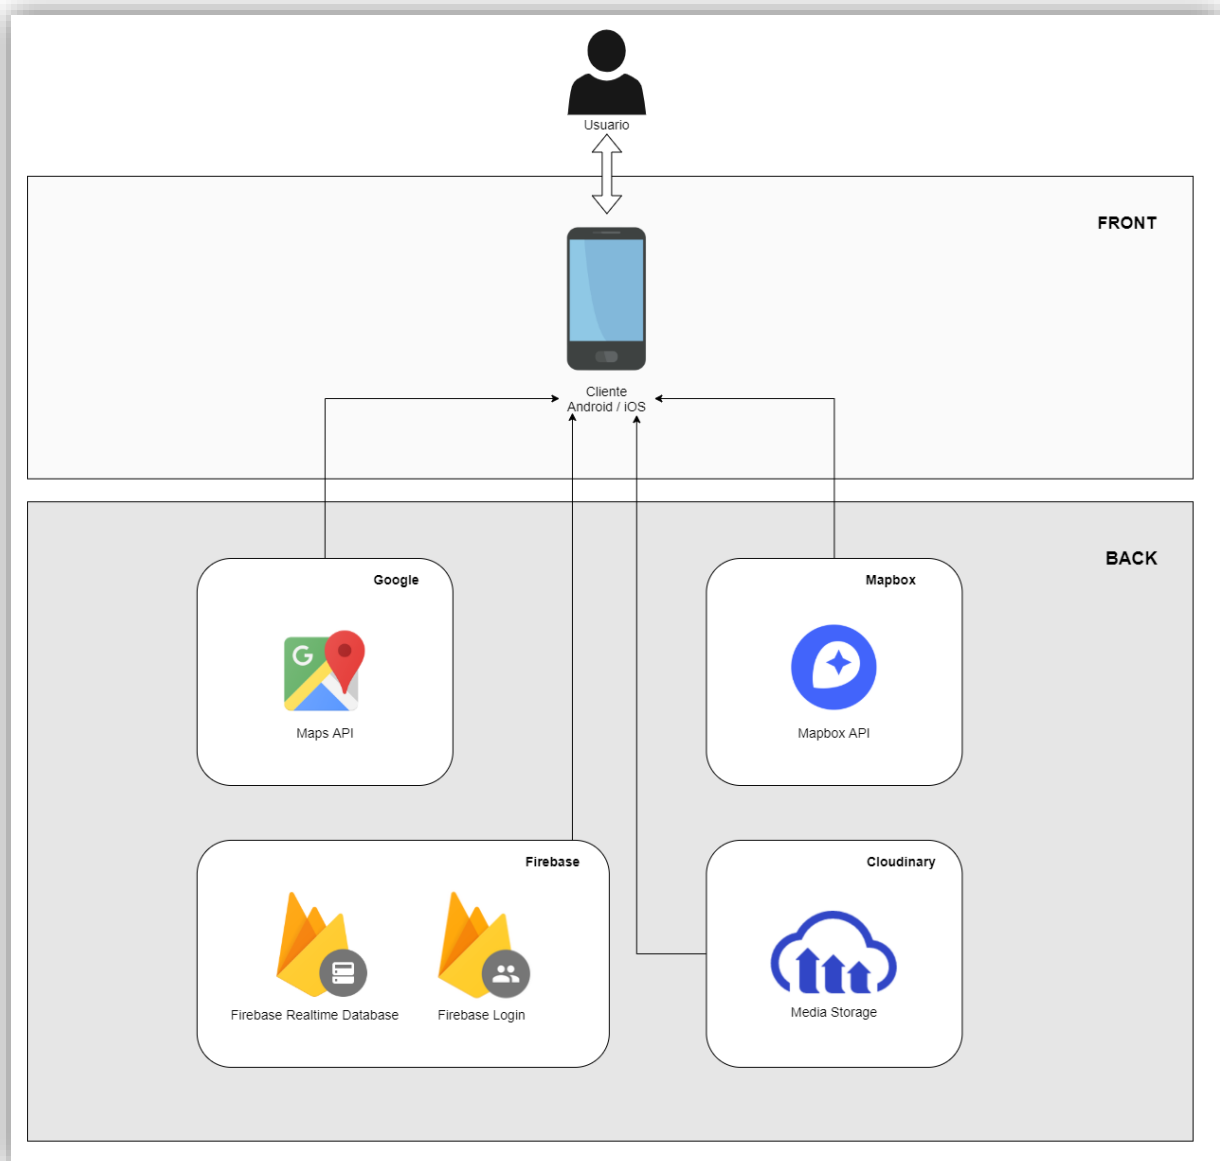 Usuario
FRONT
Cliente
Android / iOS
BACK
Google
G
Maps API
Mapbox
Mapbox API
Firebase
Firebase Realtime Database
Firebase Login
Cloudinary
Media Storage